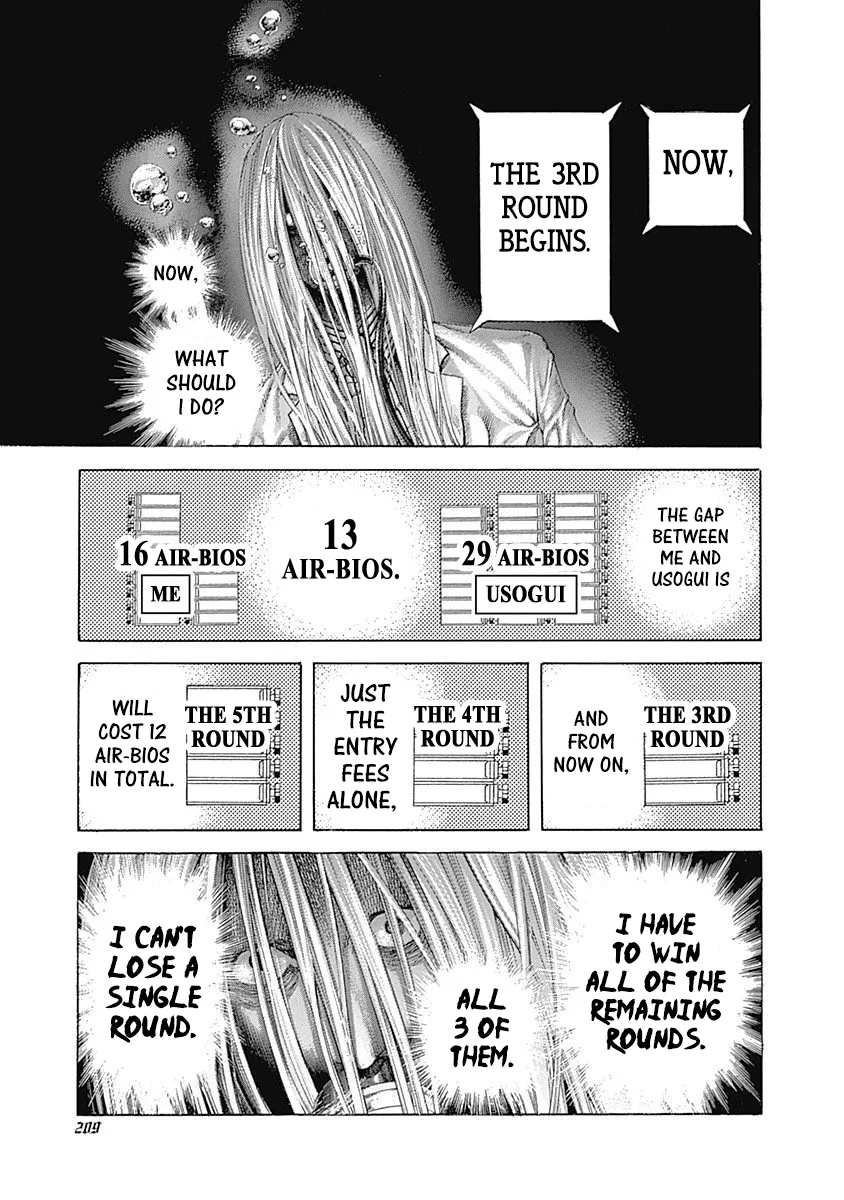 NOW,
THE 3RD
ROUND
BEGINS.
NOW,
WHAT
SHOULD
I DO?
THE GAP
BETWEEN
ME AND
USOGUI IS
29 AIR-BIOS
USOGUI
13
AIR-BIOS.
16 AIR-BIOS
ME
THE 3RD
ROUND
AND
FROM
NOW ON,
THE 4TH
ROUND
JUST
THE
ENTRY
FEES
ALONE,
THE 5TH
ROUND
WILL
COST 12
AIR-BIOS
IN TOTAL.
I HAVE
TO WIN
ALL OF THE
REMAINING
ROUNDS.
ALL
3 OF
THEM.
I CAN'T
LOSE A
SINGLE
ROUND.
209